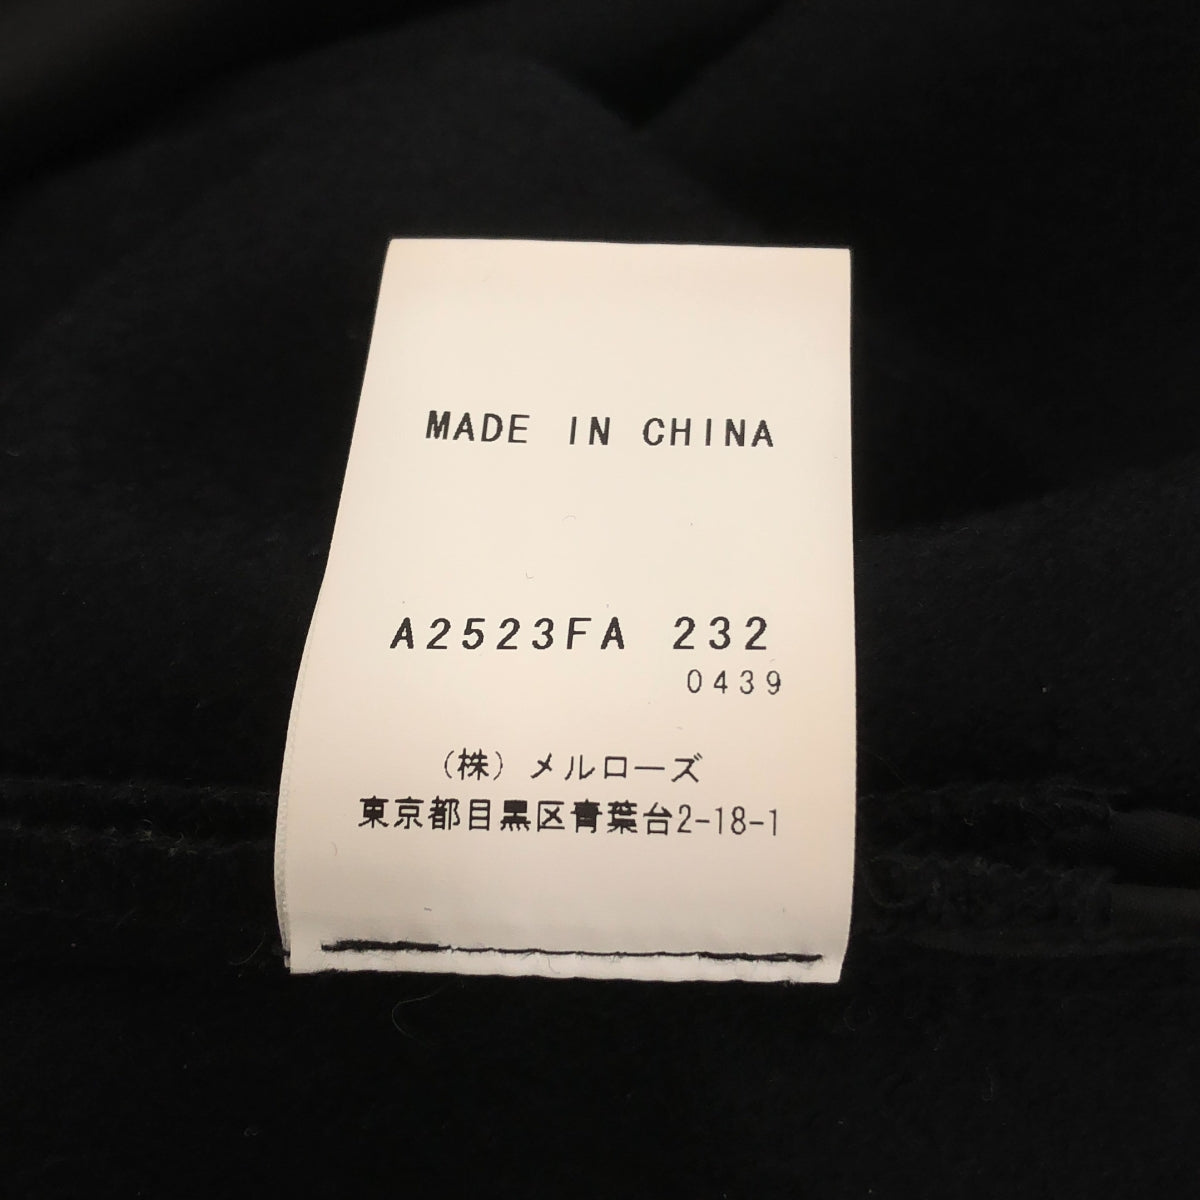 MADE IN CHINA
A2523FA 232
0439
(株) メルローズ
東京都目黒区青葉台2-18-1